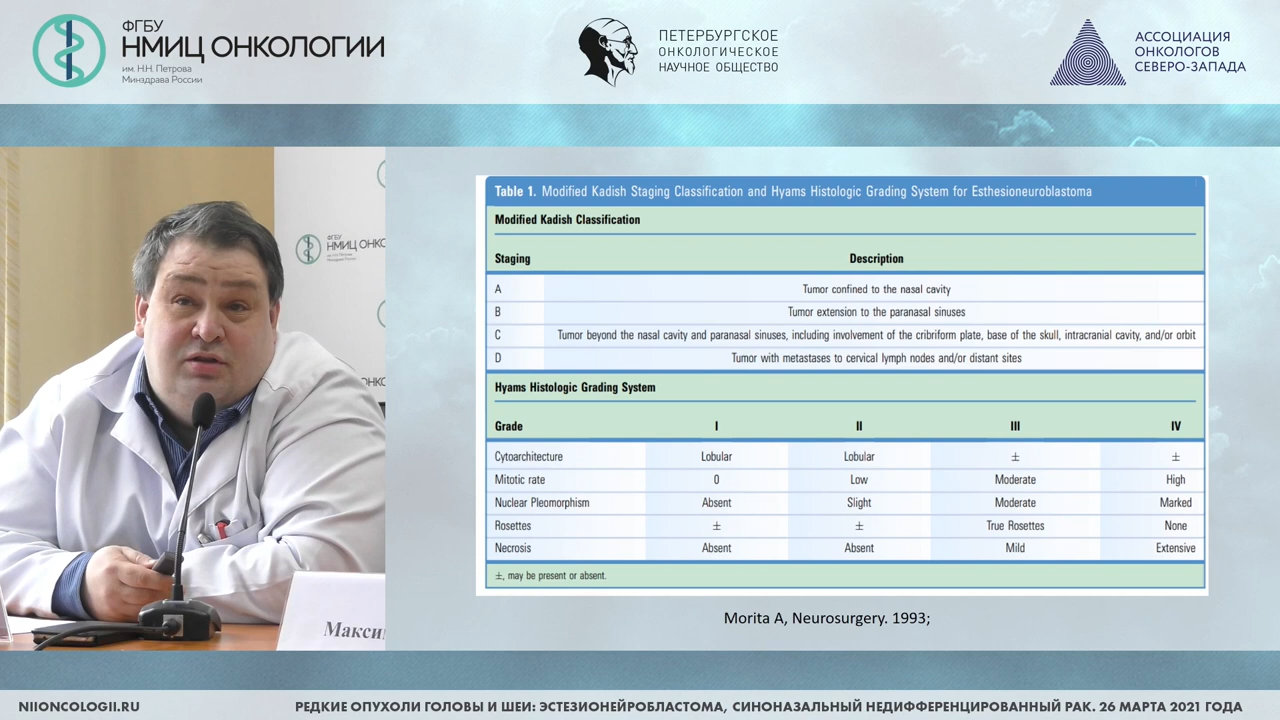 ФГБУ
НМИЦ ОНКОЛОГИИ
им. Н.Н. Петрова
Минздрава России
ПЕТЕРБУРГСКОЕ
ОНКОЛОГИЧЕСКОЕ
НАУЧНОЕ ОБЩЕСТВО
АССОЦИАЦИЯ
ОНКОЛОГОВ
СЕВЕРО-ЗАПАДА
ФГБУ
НМИЦ ОНКО
Макси
Table 1. Modified Kadish Staging Classification and Hyams Histologic Grading System for Esthesioneuroblastoma
Modified Kadish Classification
Staging Description
A Tumor confined to the nasal cavity
B Tumor extension to the paranasal sinuses
C Tumor beyond the nasal cavity and paranasal sinuses, including involvement of the cribriform plate, base of the skull, intracranial cavity, and/or orbit
D Tumor with metastases to cervical lymph nodes and/or distant sites
Hyams Histologic Grading System
Grade I II III IV
Cytoarchitecture Lobular Lobular ± ±
Mitotic rate 0 Low Moderate High
Nuclear Pleomorphism Absent Slight Moderate Marked
Rosettes ± ± True Rosettes None
Necrosis Absent Absent Mild Extensive
±, may be present or absent.
Morita A, Neurosurgery. 1993;
NIIONCOLOGII.RU
РЕДКИЕ ОПУХОЛИ ГОЛОВЫ И ШЕИ: ЭСТЕЗИОНЕЙРОБЛАСТОМА, СИНОНАЗАЛЬНЫЙ НЕДИФФЕРЕНЦИРОВАННЫЙ РАК. 26 МАРТА 2021 ГОДА